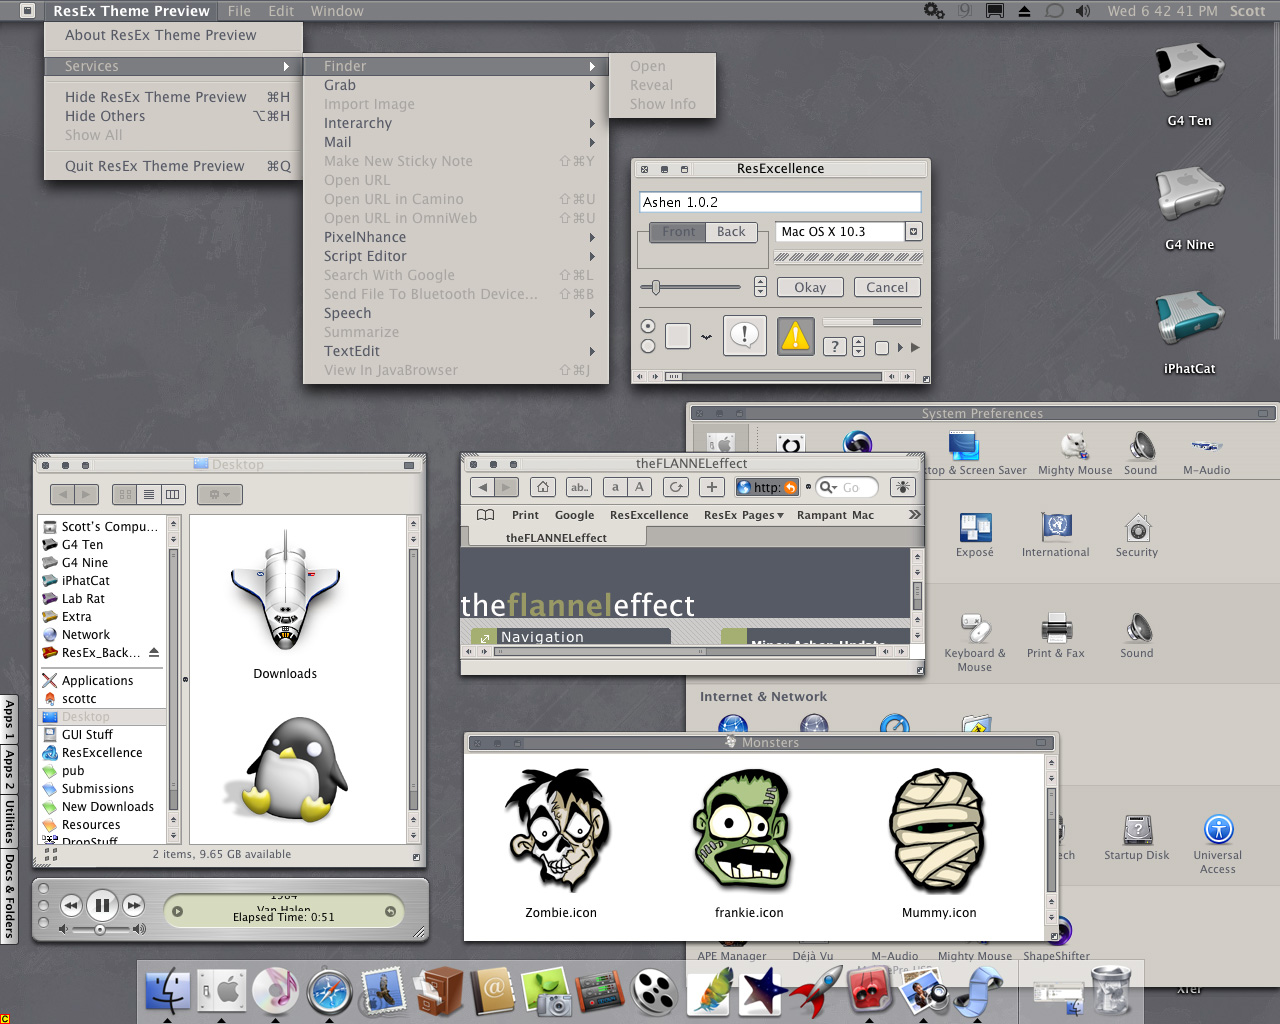 ResEx Theme Preview File Edit Window
Wed 6 42 41 PM Scott
About ResEx Theme Preview
Services
Hide ResEx Theme Preview ⌘H
Hide Others ⌥⌘H
Show All
Quit ResEx Theme Preview ⌘Q
Finder
Grab
Import Image
Interarchy
Mail
Make New Sticky Note ⇧⌘Y
Open URL
Open URL in Camino ⇧⌘U
Open URL in OmniWeb ⇧⌘U
PixelNhance
Script Editor
Search With Google ⇧⌘L
Send File To Bluetooth Device... ⇧⌘B
Speech
Summarize
TextEdit
View In JavaBrowser ⇧⌘J
Open
Reveal
Show Info
G4 Ten
G4 Nine
iPhatCat
ResExcellence
Ashen 1.0.2
Front Back
Mac OS X 10.3
Okay Cancel
?
System Preferences
top & Screen Saver Mighty Mouse Sound M-Audio
Exposé International Security
Keyboard & Mouse Print & Fax Sound
Internet & Network
Startup Disk Universal Access
APE Manager Déjà Vu M-Audio Mighty Mouse ShapeShifter
Desktop
Scott's Compu...
G4 Ten
G4 Nine
iPhatCat
Lab Rat
Extra
Network
ResEx_Back...
Applications
scottc
Desktop
GUI Stuff
ResExcellence
pub
Submissions
New Downloads
Resources
DropStuff
Downloads
2 items, 9.65 GB available
theFLANNELeffect
ab.. a A http: Go
Print Google ResExcellence ResEx Pages Rampant Mac
theFLANNELeffect
theflanneleffect
Navigation
Minor Ashen Update
Monsters
Zombie.icon frankie.icon Mummy.icon
Apps 1
Apps 2
Utilities
Docs & Folders
1984
Van Halen
Elapsed Time: 0:51